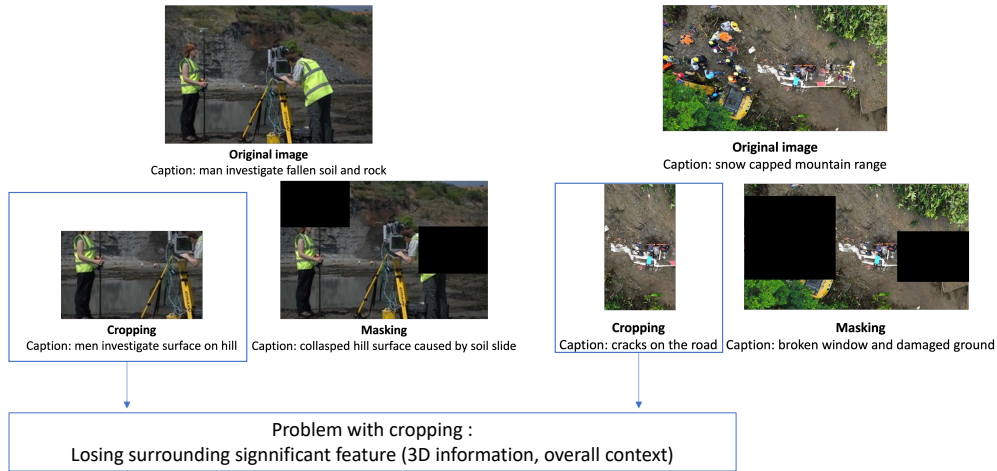 Original image
Caption: man investigate fallen soil and rock
Original image
Caption: snow capped mountain range
Cropping
Caption: men investigate surface on hill
Masking
Caption: collasped hill surface caused by soil slide
Cropping
Caption: cracks on the road
Masking
Caption: broken window and damaged ground
Problem with cropping :
Losing surrounding signnificant feature (3D information, overall context)